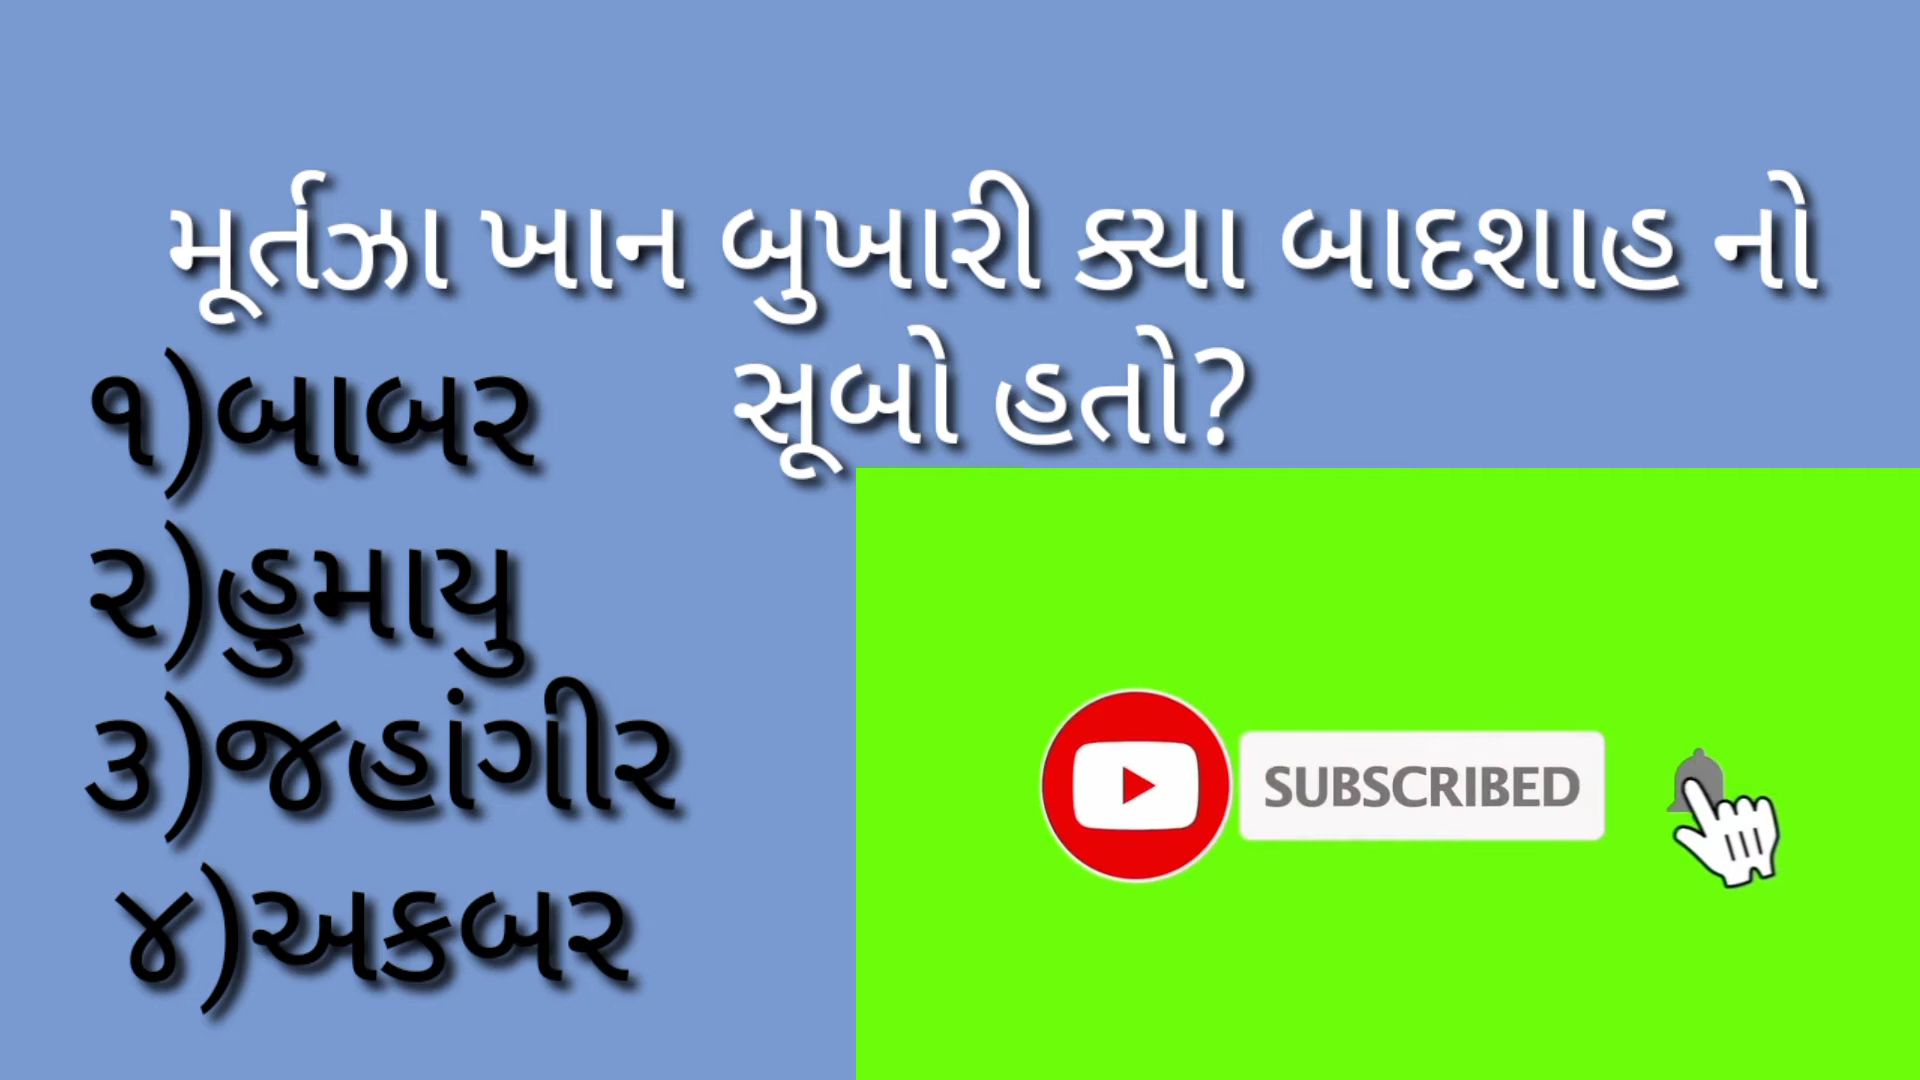 મૂર્તઝા ખાન બુખારી ક્યા બાદશાહ નો
સૂબો હતો?
૧)બાબર
૨)હુમાયુ
૩)જહાંગીર
૪)અકબર
SUBSCRIBED